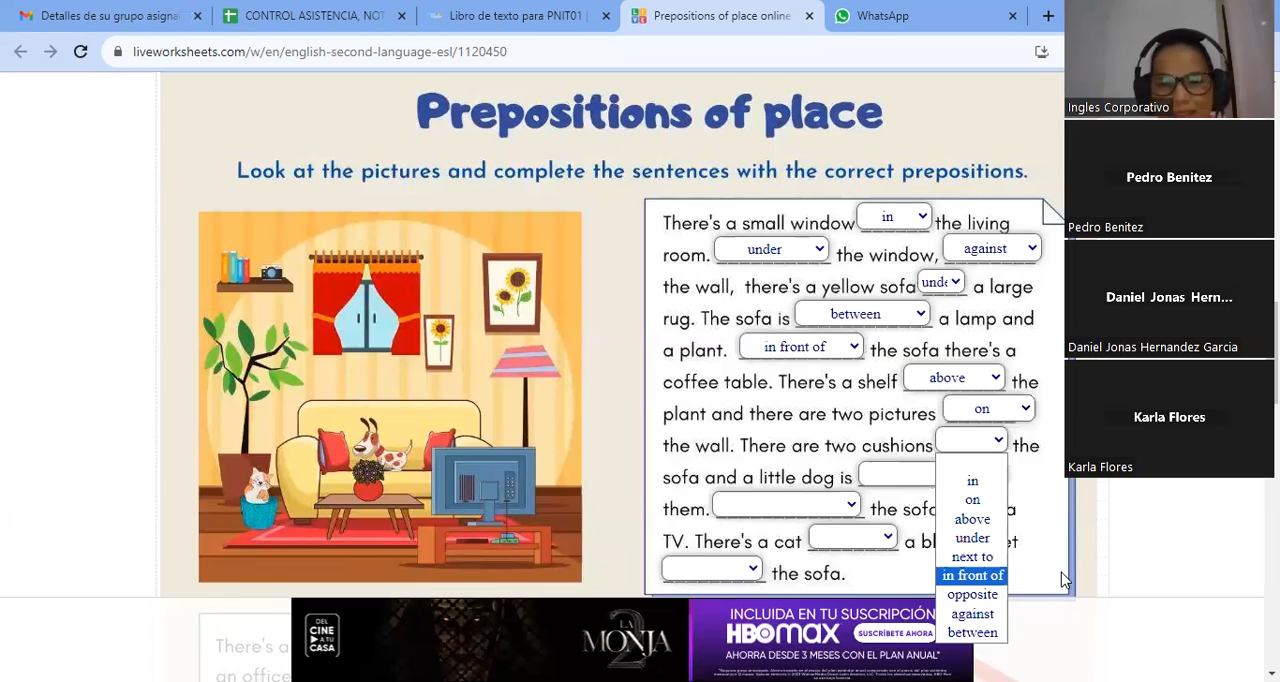 Detalles de su grupo asigna
CONTROL ASISTENCIA, NOT
Libro de texto para PNIT01 |
Prepositions of place online
WhatsApp
liveworksheets.com/w/en/english-second-language-esl/1120450
Prepositions of place
Look at the pictures and complete the sentences with the correct prepositions.
There's a small window in the living
room. under the window, against
the wall, there's a yellow sofa unde a large
rug. The sofa is between a lamp and
a plant. in front of the sofa there's a
coffee table. There's a shelf above the
plant and there are two pictures on
the wall. There are two cushions the
sofa and a little dog is
them. the sofa
TV. There's a cat a
the sofa.
in
on
above
under
next to
in front of
opposite
against
between
Ingles Corporativo
Pedro Benitez
Pedro Benitez
Daniel Jonas Hern...
Daniel Jonas Hernandez Garcia
Karla Flores
Karla Flores
There's a
an office
DEL
CINE
A TU
CASA
LA
MONJA
2
INCLUIDA EN TU SUSCRIPCIÓN
HBOMAX
SUSCRÍBETE AHORA
AHORRA DESDE 3 MESES CON EL PLAN ANUAL*